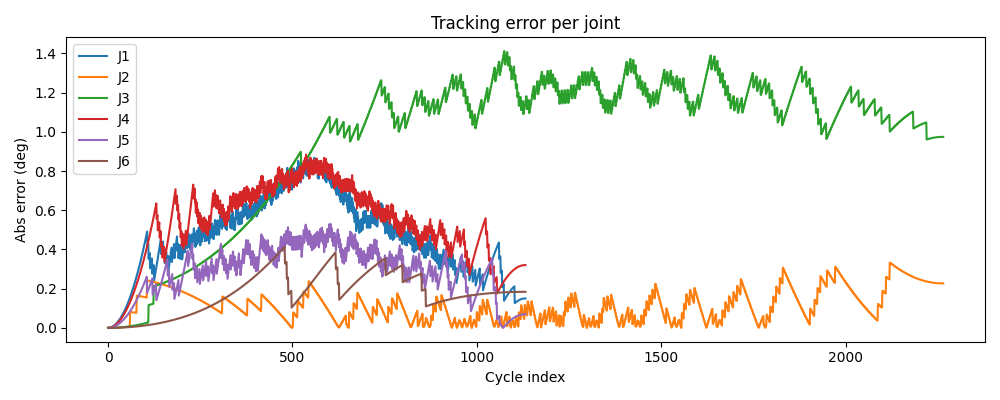 Tracking error per joint
J1
J2
J3
J4
J5
J6
Abs error (deg)
1.4
1.2
1.0
0.8
0.6
0.4
0.2
0.0
0 500 1000 1500 2000
Cycle index